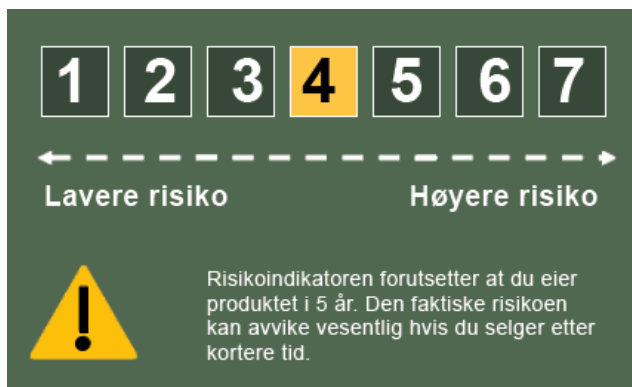 1 2 3 4 5 6 7
Lavere risiko Høyere risiko
Risikoindikatoren forutsetter at du eier
produktet i 5 år. Den faktiske risikoen
kan avvike vesentlig hvis du selger etter
kortere tid.